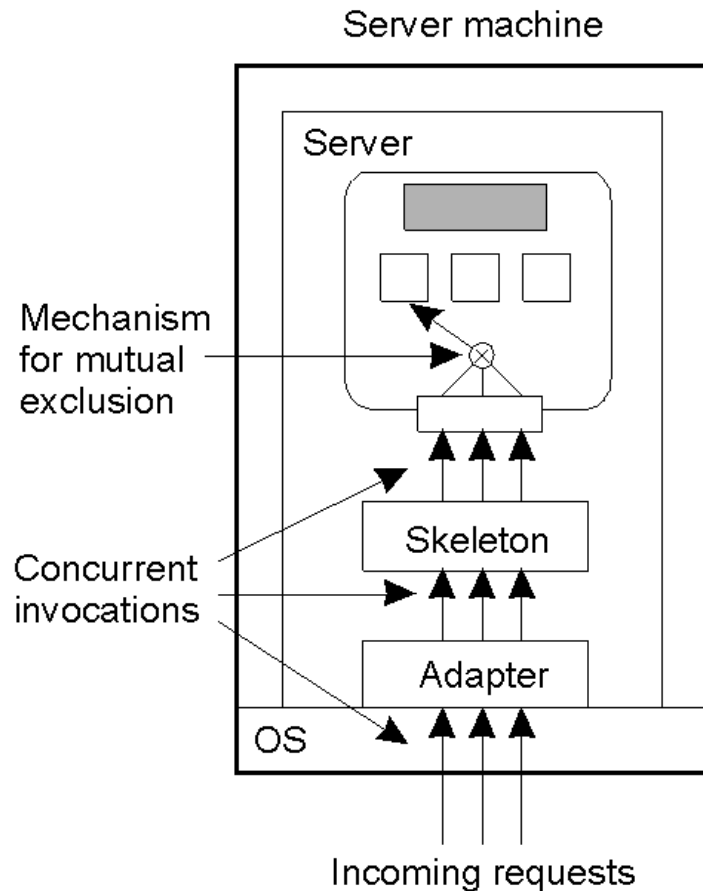 Server machine
Server
Mechanism
for mutual
exclusion
Skeleton
Concurrent
invocations
Adapter
OS
Incoming requests